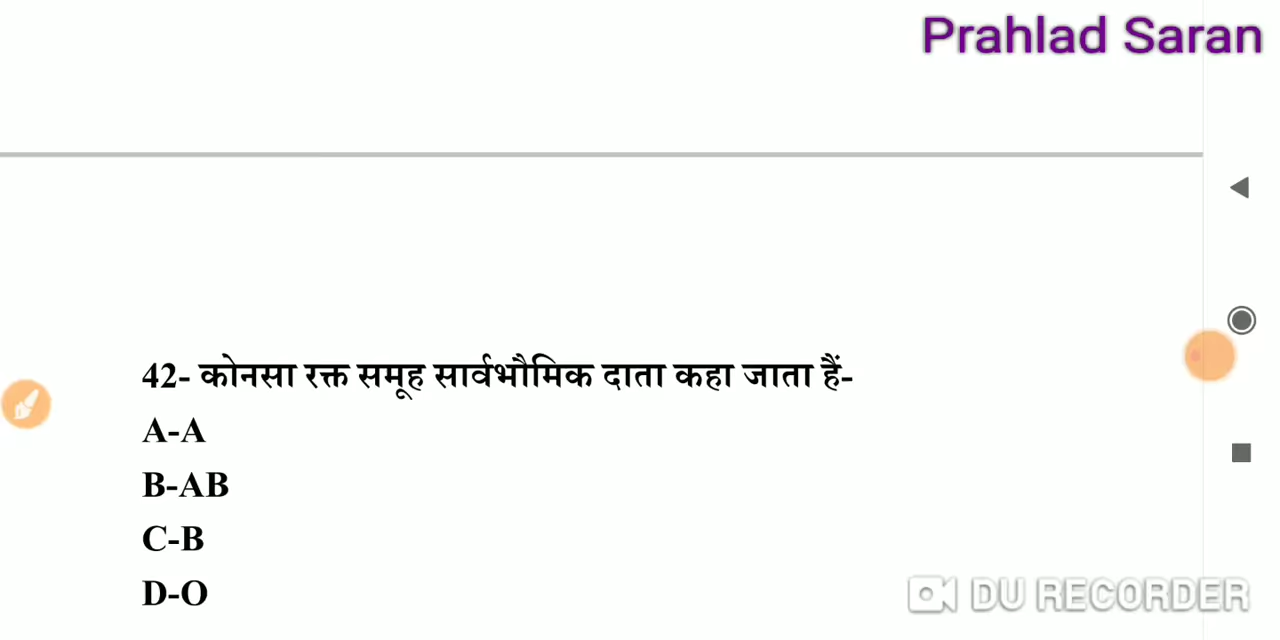 Prahlad Saran
42- कोनसा रक्त समूह सार्वभौमिक दाता कहा जाता हैं-
A-A
B-AB
C-B
D-O
DU RECORDER